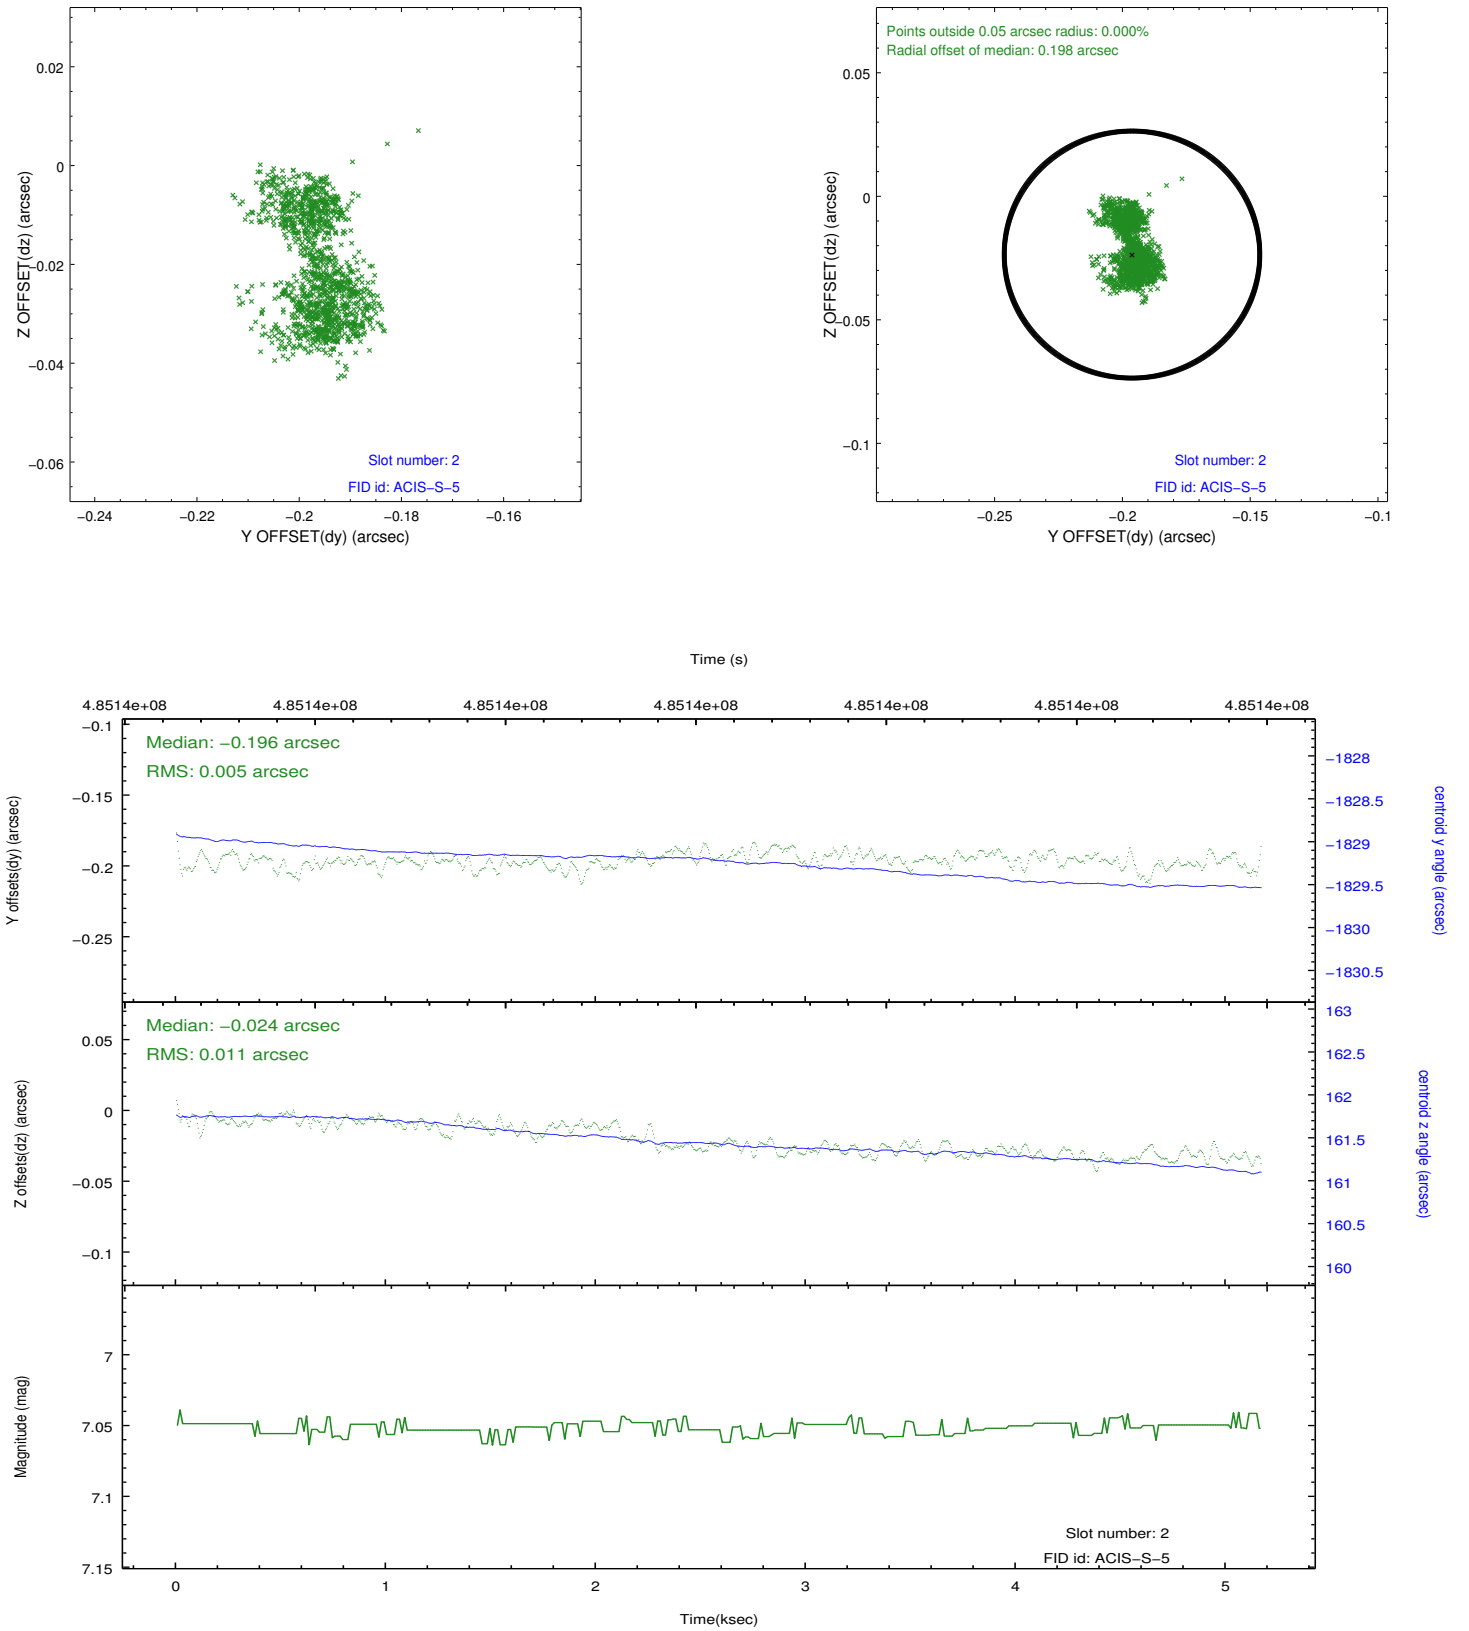 0.02
0
−0.02
−0.04
−0.06
Z OFFSET(dz) (arcsec)
Slot number: 2
FID id: ACIS−S−5
−0.24 −0.22 −0.2 −0.18 −0.16
Y OFFSET(dy) (arcsec)
Points outside 0.05 arcsec radius: 0.000%
Radial offset of median: 0.198 arcsec
0.05
0
−0.05
−0.1
Z OFFSET(dz) (arcsec)
Slot number: 2
FID id: ACIS−S−5
−0.25 −0.2 −0.15 −0.1
Y OFFSET(dy) (arcsec)
Time (s)
4.8514e+08 4.8514e+08 4.8514e+08 4.8514e+08 4.8514e+08 4.8514e+08 4.8514e+08
Median: −0.196 arcsec
RMS: 0.005 arcsec
−0.1
−0.15
−0.2
−0.25
Y offsets(dy) (arcsec)
−1828
−1828.5
−1829
−1829.5
−1830
−1830.5
centroid y angle (arcsec)
Median: −0.024 arcsec
RMS: 0.011 arcsec
0.05
0
−0.05
−0.1
Z offsets(dz) (arcsec)
163
162.5
162
161.5
161
160.5
160
centroid z angle (arcsec)
7
7.05
7.1
7.15
Magnitude (mag)
Slot number: 2
FID id: ACIS−S−5
0 1 2 3 4 5
Time(ksec)